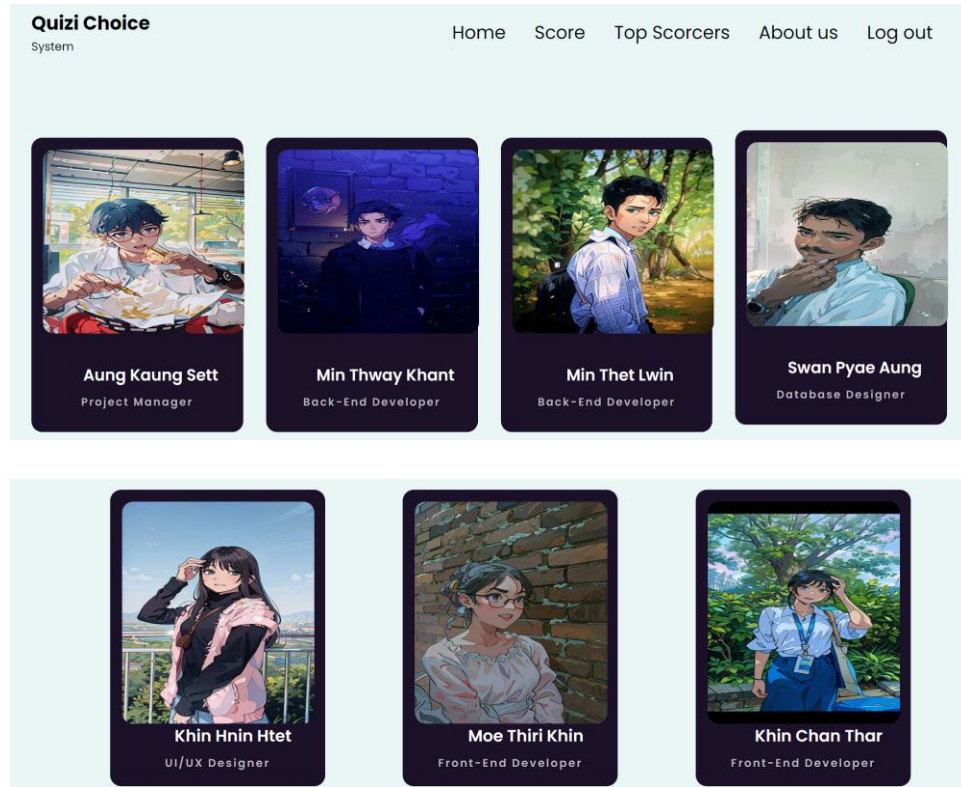 Quizi Choice
System
Home Score Top Scorcers About us Log out
Aung Kaung Sett
Project Manager
Min Thway Khant
Back-End Developer
Min Thet Lwin
Back-End Developer
Swan Pyae Aung
Database Designer
Khin Hnin Htet
UI/UX Designer
Moe Thiri Khin
Front-End Developer
Khin Chan Thar
Front-End Developer